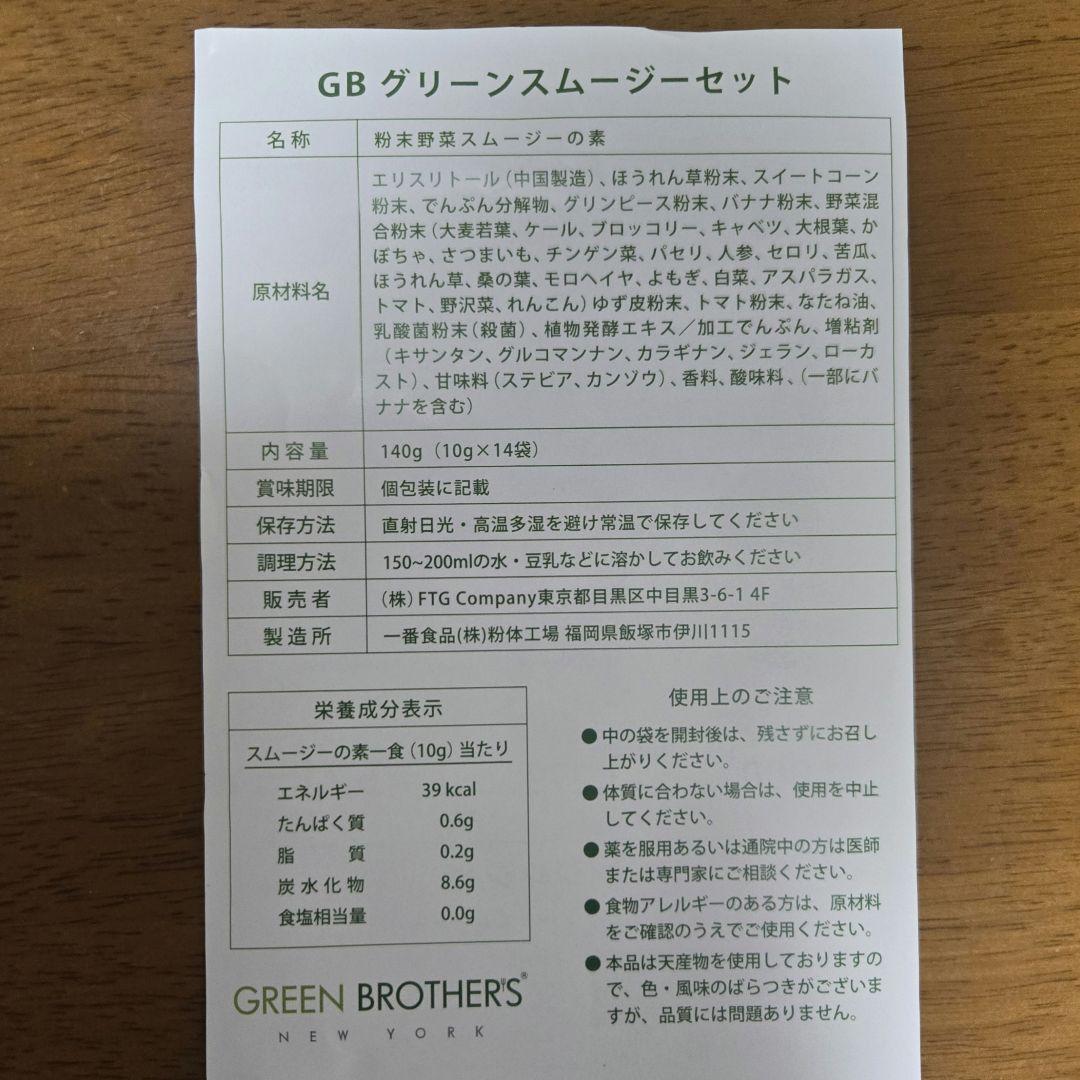 GB グリーンスムージーセット
名称 粉末野菜スムージーの素
原材料名
エリスリトール（中国製造）、ほうれん草粉末、スイートコーン
粉末、でんぷん分解物、グリンピース粉末、バナナ粉末、野菜混
合粉末（大麦若葉、ケール、ブロッコリー、キャベツ、大根葉、か
ぼちゃ、さつまいも、チンゲン菜、パセリ、人参、セロリ、苦瓜、
ほうれん草、桑の葉、モロヘイヤ、よもぎ、白菜、アスパラガス、
トマト、野沢菜、れんこん）ゆず皮粉末、トマト粉末、なたね油、
乳酸菌粉末（殺菌）、植物発酵エキス／加工でんぷん、増粘剤
（キサンタン、グルコマンナン、カラギナン、ジェラン、ローカ
スト）、甘味料（ステビア、カンゾウ）、香料、酸味料、（一部にバ
ナナを含む）
内容量 140g（10g×14袋）
賞味期限 個包装に記載
保存方法 直射日光・高温多湿を避け常温で保存してください
調理方法 150~200mlの水・豆乳などに溶かしてお飲みください
販売者 （株）FTG Company東京都目黒区中目黒3-6-1 4F
製造所 一番食品(株)粉体工場 福岡県飯塚市伊川1115
栄養成分表示
スムージーの素一食（10g）当たり
エネルギー 39 kcal
たんぱく質 0.6g
脂質 0.2g
炭水化物 8.6g
食塩相当量 0.0g
GREEN BROTHER'S®
NEW YORK
使用上のご注意
●中の袋を開封後は、残さずにお召し
上がりください。
●体質に合わない場合は、使用を中止
してください。
●薬を服用あるいは通院中の方は医師
または専門家にご相談ください。
●食物アレルギーのある方は、原材料
をご確認のうえでご使用ください。
●本品は天産物を使用しておりますの
で、色・風味のばらつきがございま
すが、品質には問題ありません。